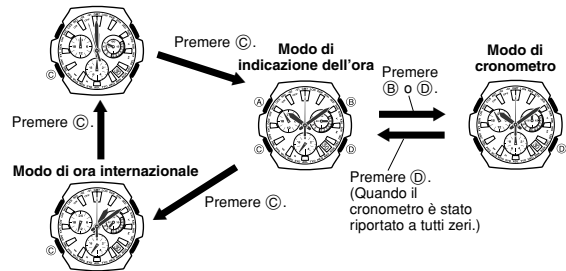 Premere Ⓒ.
Modo di
indicazione dell'ora
Modo di
cronometro
Premere
Ⓑ o Ⓓ.
Ⓒ
Ⓐ
Ⓑ
Ⓒ
Ⓓ
Premere Ⓒ.
Modo di ora internazionale
Premere Ⓒ.
Premere Ⓓ.
(Quando il
cronometro è stato
riportato a tutti zeri.)
Ⓒ